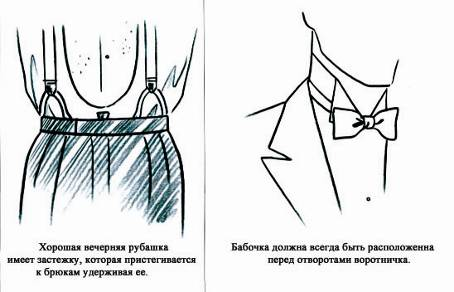 Хорошая вечерняя рубашка
имеет застежку, которая пристегивается
к брюкам удерживая ее.
Бабочка должна всегда быть расположенна
перед отворотами воротничка.